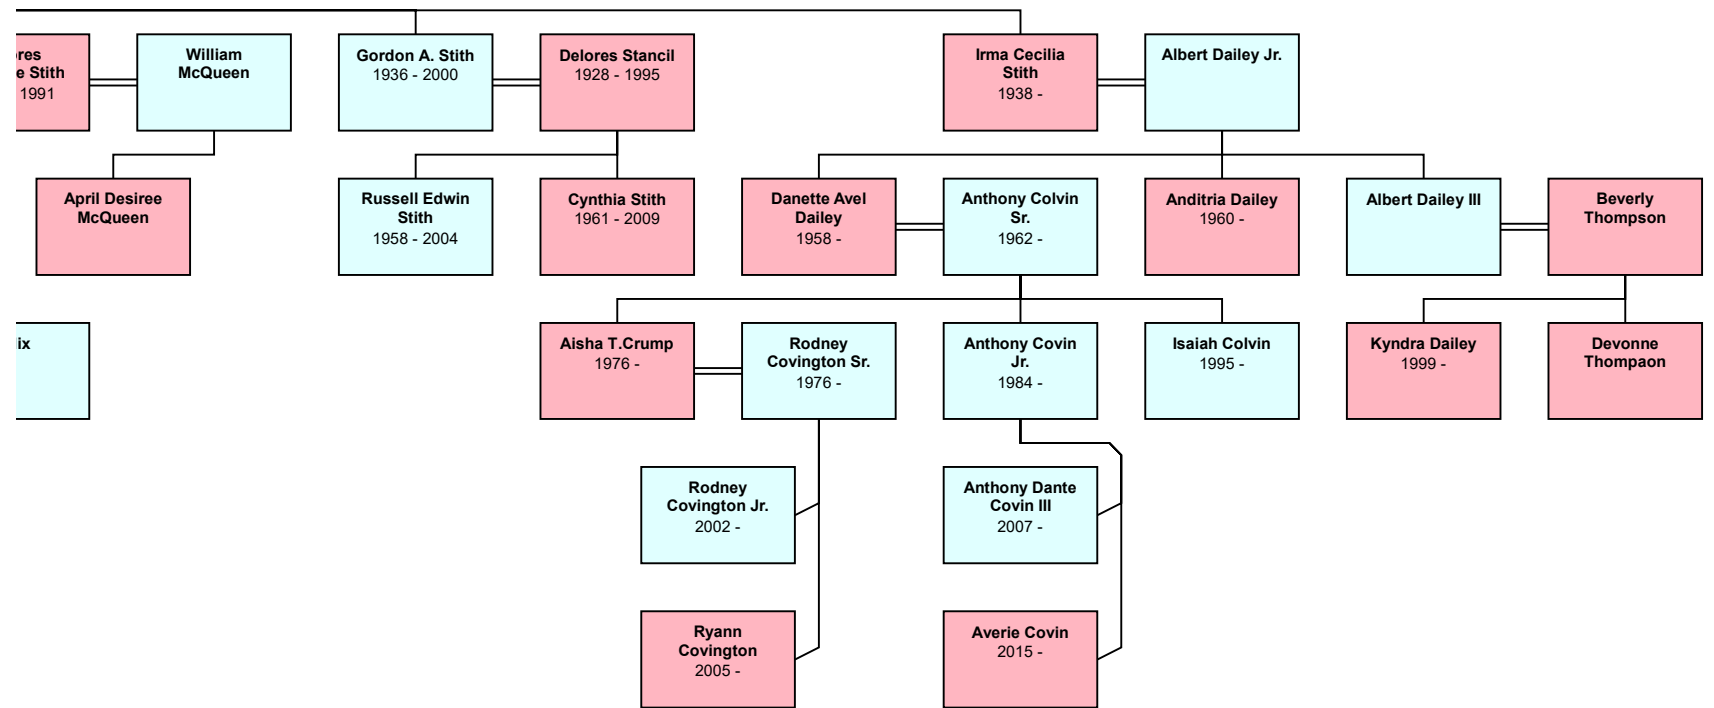 res
e Stith
1991
William
McQueen
Gordon A. Stith
1936 - 2000
Delores Stancil
1928 - 1995
Irma Cecilia
Stith
1938 -
Albert Dailey Jr.
April Desiree
McQueen
Russell Edwin
Stith
1958 - 2004
Cynthia Stith
1961 - 2009
Danette Avel
Dailey
1958 -
Anthony Colvin
Sr.
1962 -
Anditria Dailey
1960 -
Albert Dailey III
Beverly
Thompson
ix
Aisha T.Crump
1976 -
Rodney
Covington Sr.
1976 -
Anthony Covin
Jr.
1984 -
Isaiah Colvin
1995 -
Kyndra Dailey
1999 -
Devonne
Thompaon
Rodney
Covington Jr.
2002 -
Anthony Dante
Covin III
2007 -
Ryann
Covington
2005 -
Averie Covin
2015 -